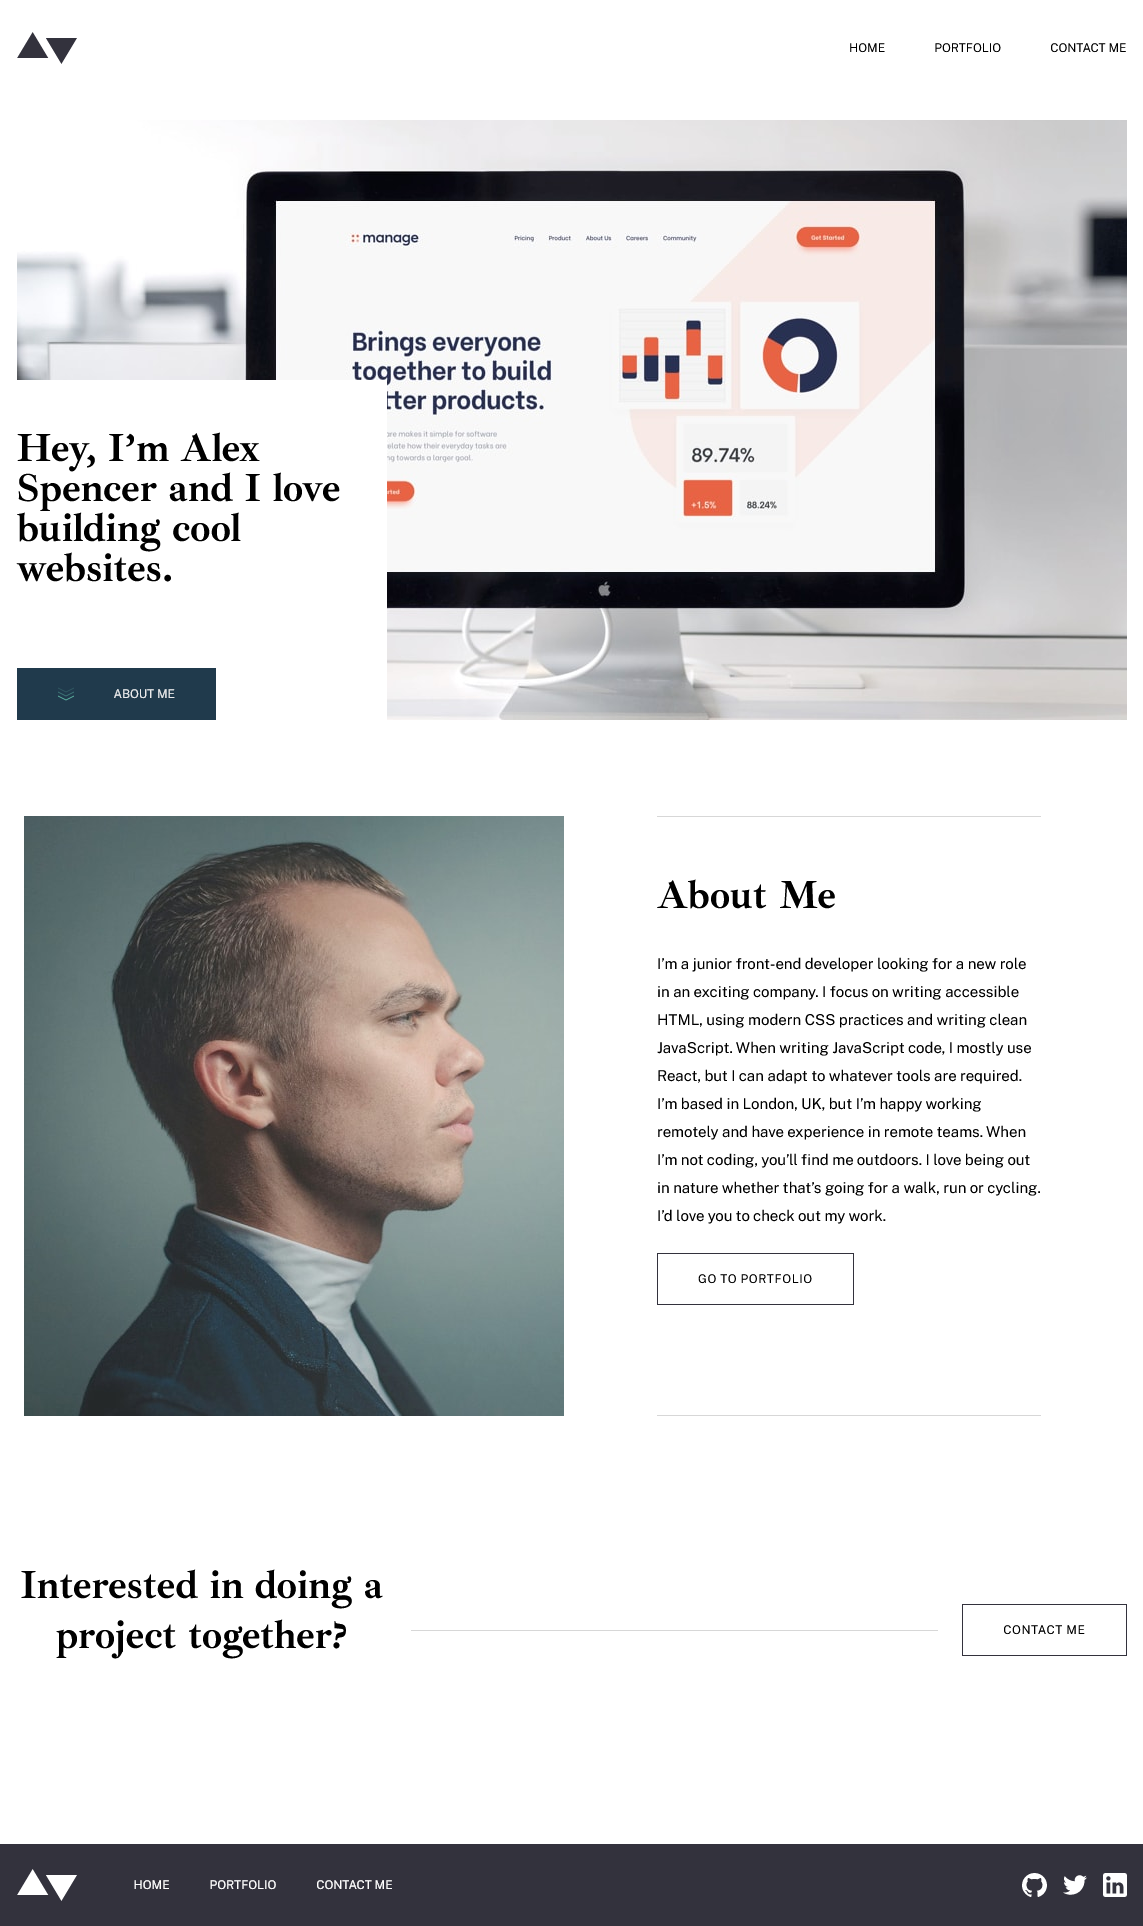 HOME PORTFOLIO CONTACT ME
manage Pricing Product About Us Careers Community Get Started
Brings everyone
together to build
tter products.
are makes it simple for software
elate how their everyday tasks are
ng towards a larger goal.
89.74%
+1.5% 88.24%
Hey, I’m Alex
Spencer and I love
building cool
websites.
ABOUT ME
About Me
I’m a junior front-end developer looking for a new role
in an exciting company. I focus on writing accessible
HTML, using modern CSS practices and writing clean
JavaScript. When writing JavaScript code, I mostly use
React, but I can adapt to whatever tools are required.
I’m based in London, UK, but I’m happy working
remotely and have experience in remote teams. When
I’m not coding, you’ll find me outdoors. I love being out
in nature whether that’s going for a walk, run or cycling.
I’d love you to check out my work.
GO TO PORTFOLIO
Interested in doing a
project together?
CONTACT ME
HOME PORTFOLIO CONTACT ME